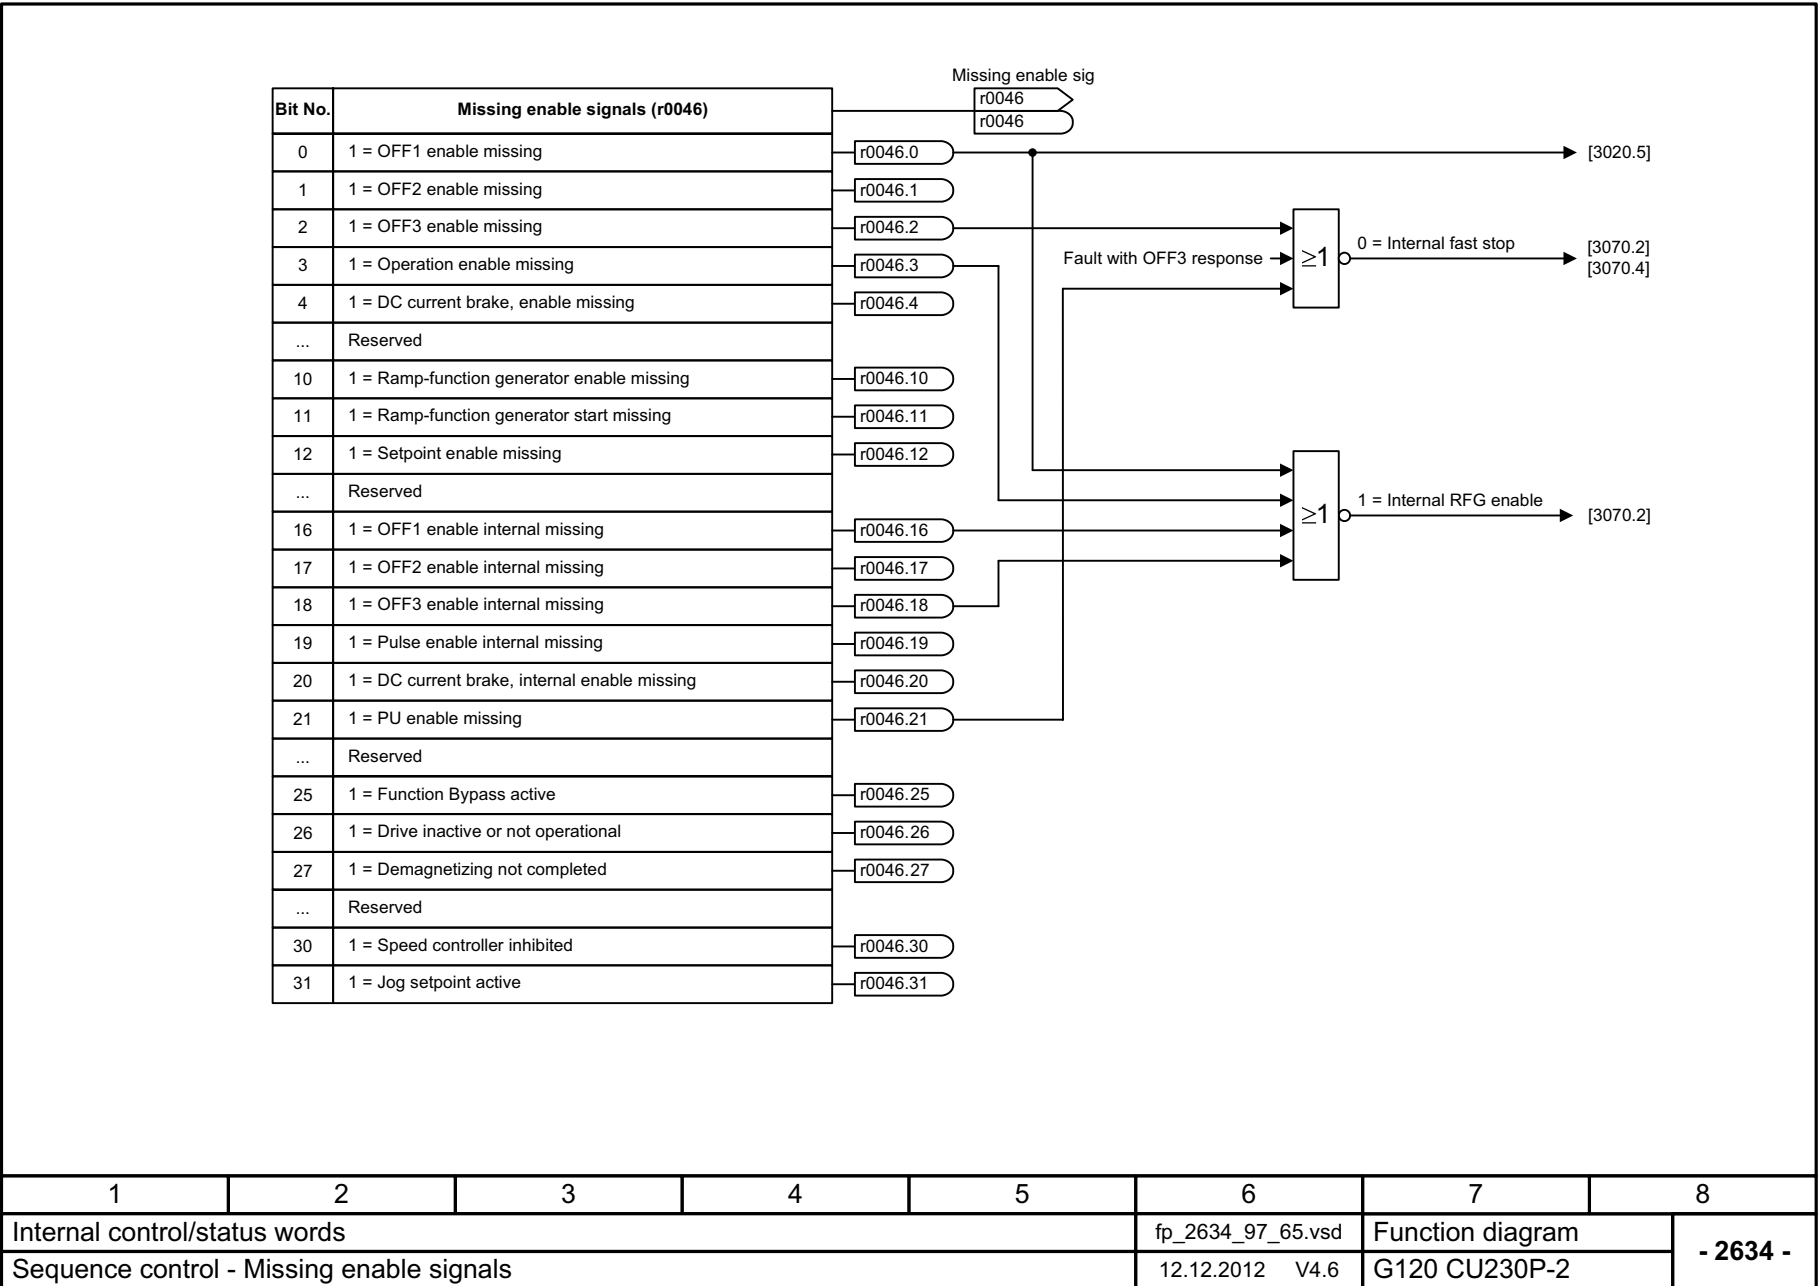 Missing enable sig
Bit No. Missing enable signals (r0046) r0046
r0046
0 1 = OFF1 enable missing r0046.0 [3020.5]
1 1 = OFF2 enable missing r0046.1
2 1 = OFF3 enable missing r0046.2
0 = Internal fast stop [3070.2]
3 1 = Operation enable missing r0046.3 Fault with OFF3 response ≥1 [3070.4]
4 1 = DC current brake, enable missing r0046.4
... Reserved
10 1 = Ramp-function generator enable missing r0046.10
11 1 = Ramp-function generator start missing r0046.11
12 1 = Setpoint enable missing r0046.12
... Reserved
1 = Internal RFG enable
≥1 [3070.2]
16 1 = OFF1 enable internal missing r0046.16
17 1 = OFF2 enable internal missing r0046.17
18 1 = OFF3 enable internal missing r0046.18
19 1 = Pulse enable internal missing r0046.19
20 1 = DC current brake, internal enable missing r0046.20
21 1 = PU enable missing r0046.21
... Reserved
25 1 = Function Bypass active r0046.25
26 1 = Drive inactive or not operational r0046.26
27 1 = Demagnetizing not completed r0046.27
... Reserved
30 1 = Speed controller inhibited r0046.30
31 1 = Jog setpoint active r0046.31
1 2 3 4 5 6 7 8
Internal control/status words fp_2634_97_65.vsd Function diagram
- 2634 -
Sequence control - Missing enable signals 12.12.2012 V4.6 G120 CU230P-2